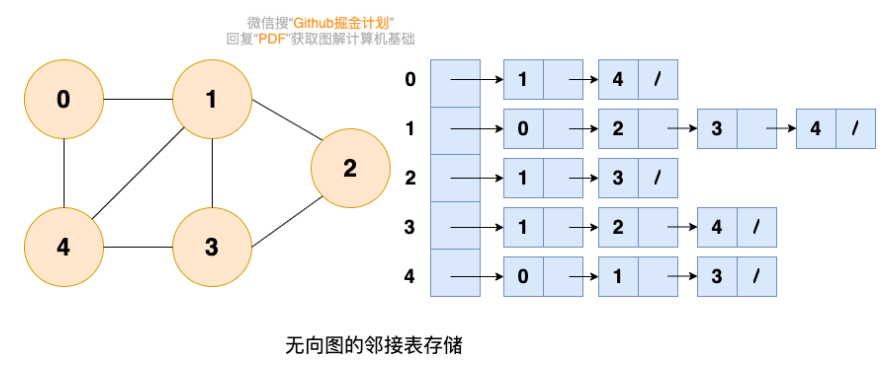 微信搜“Github掘金计划”
回复“PDF”获取图解计算机基础
0 1 2 3 4
0 1 4 /
1 0 2 3 4 /
2 1 3 /
3 1 2 4 /
4 0 1 3 /
无向图的邻接表存储